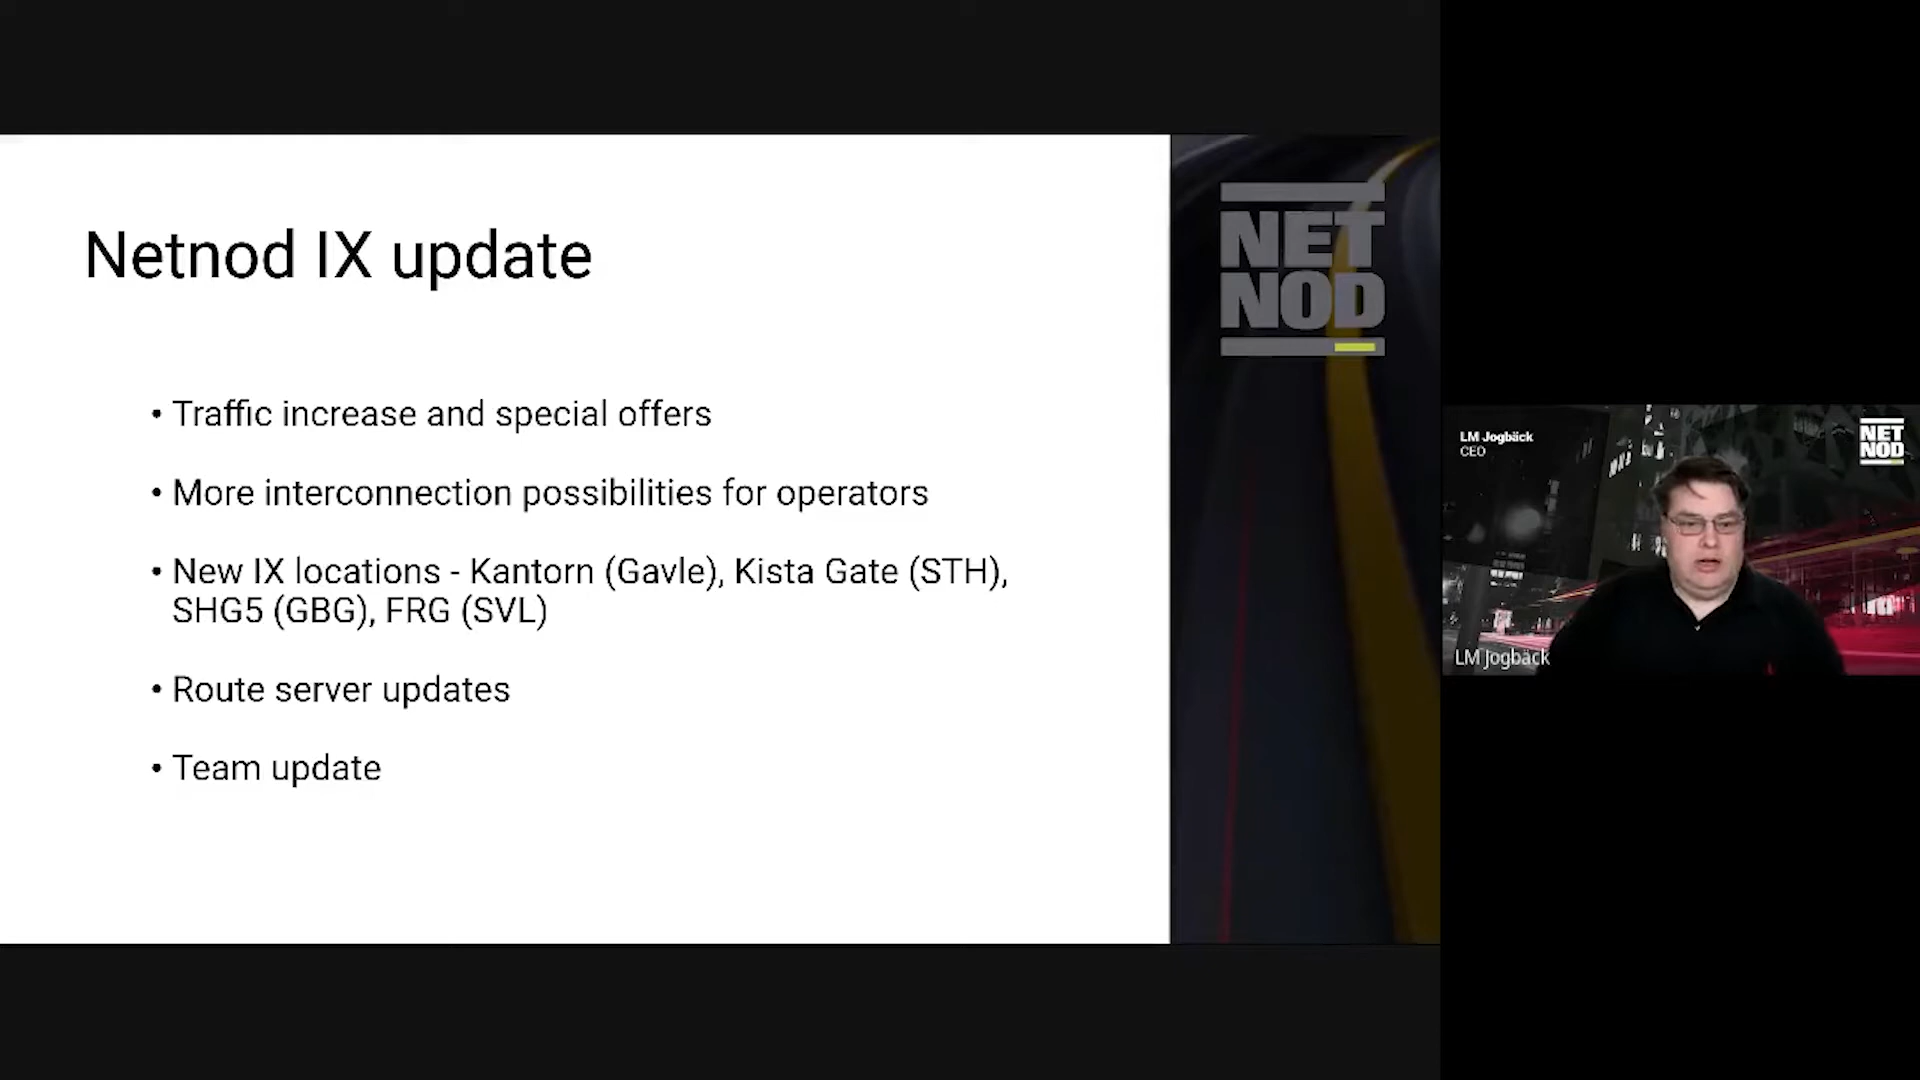 Netnod IX update
• Traffic increase and special offers
• More interconnection possibilities for operators
• New IX locations - Kantorn (Gavle), Kista Gate (STH),
SHG5 (GBG), FRG (SVL)
• Route server updates
• Team update
NET
NOD
LM Jogbäck
CEO
NET
NOD
LM Jogbäck